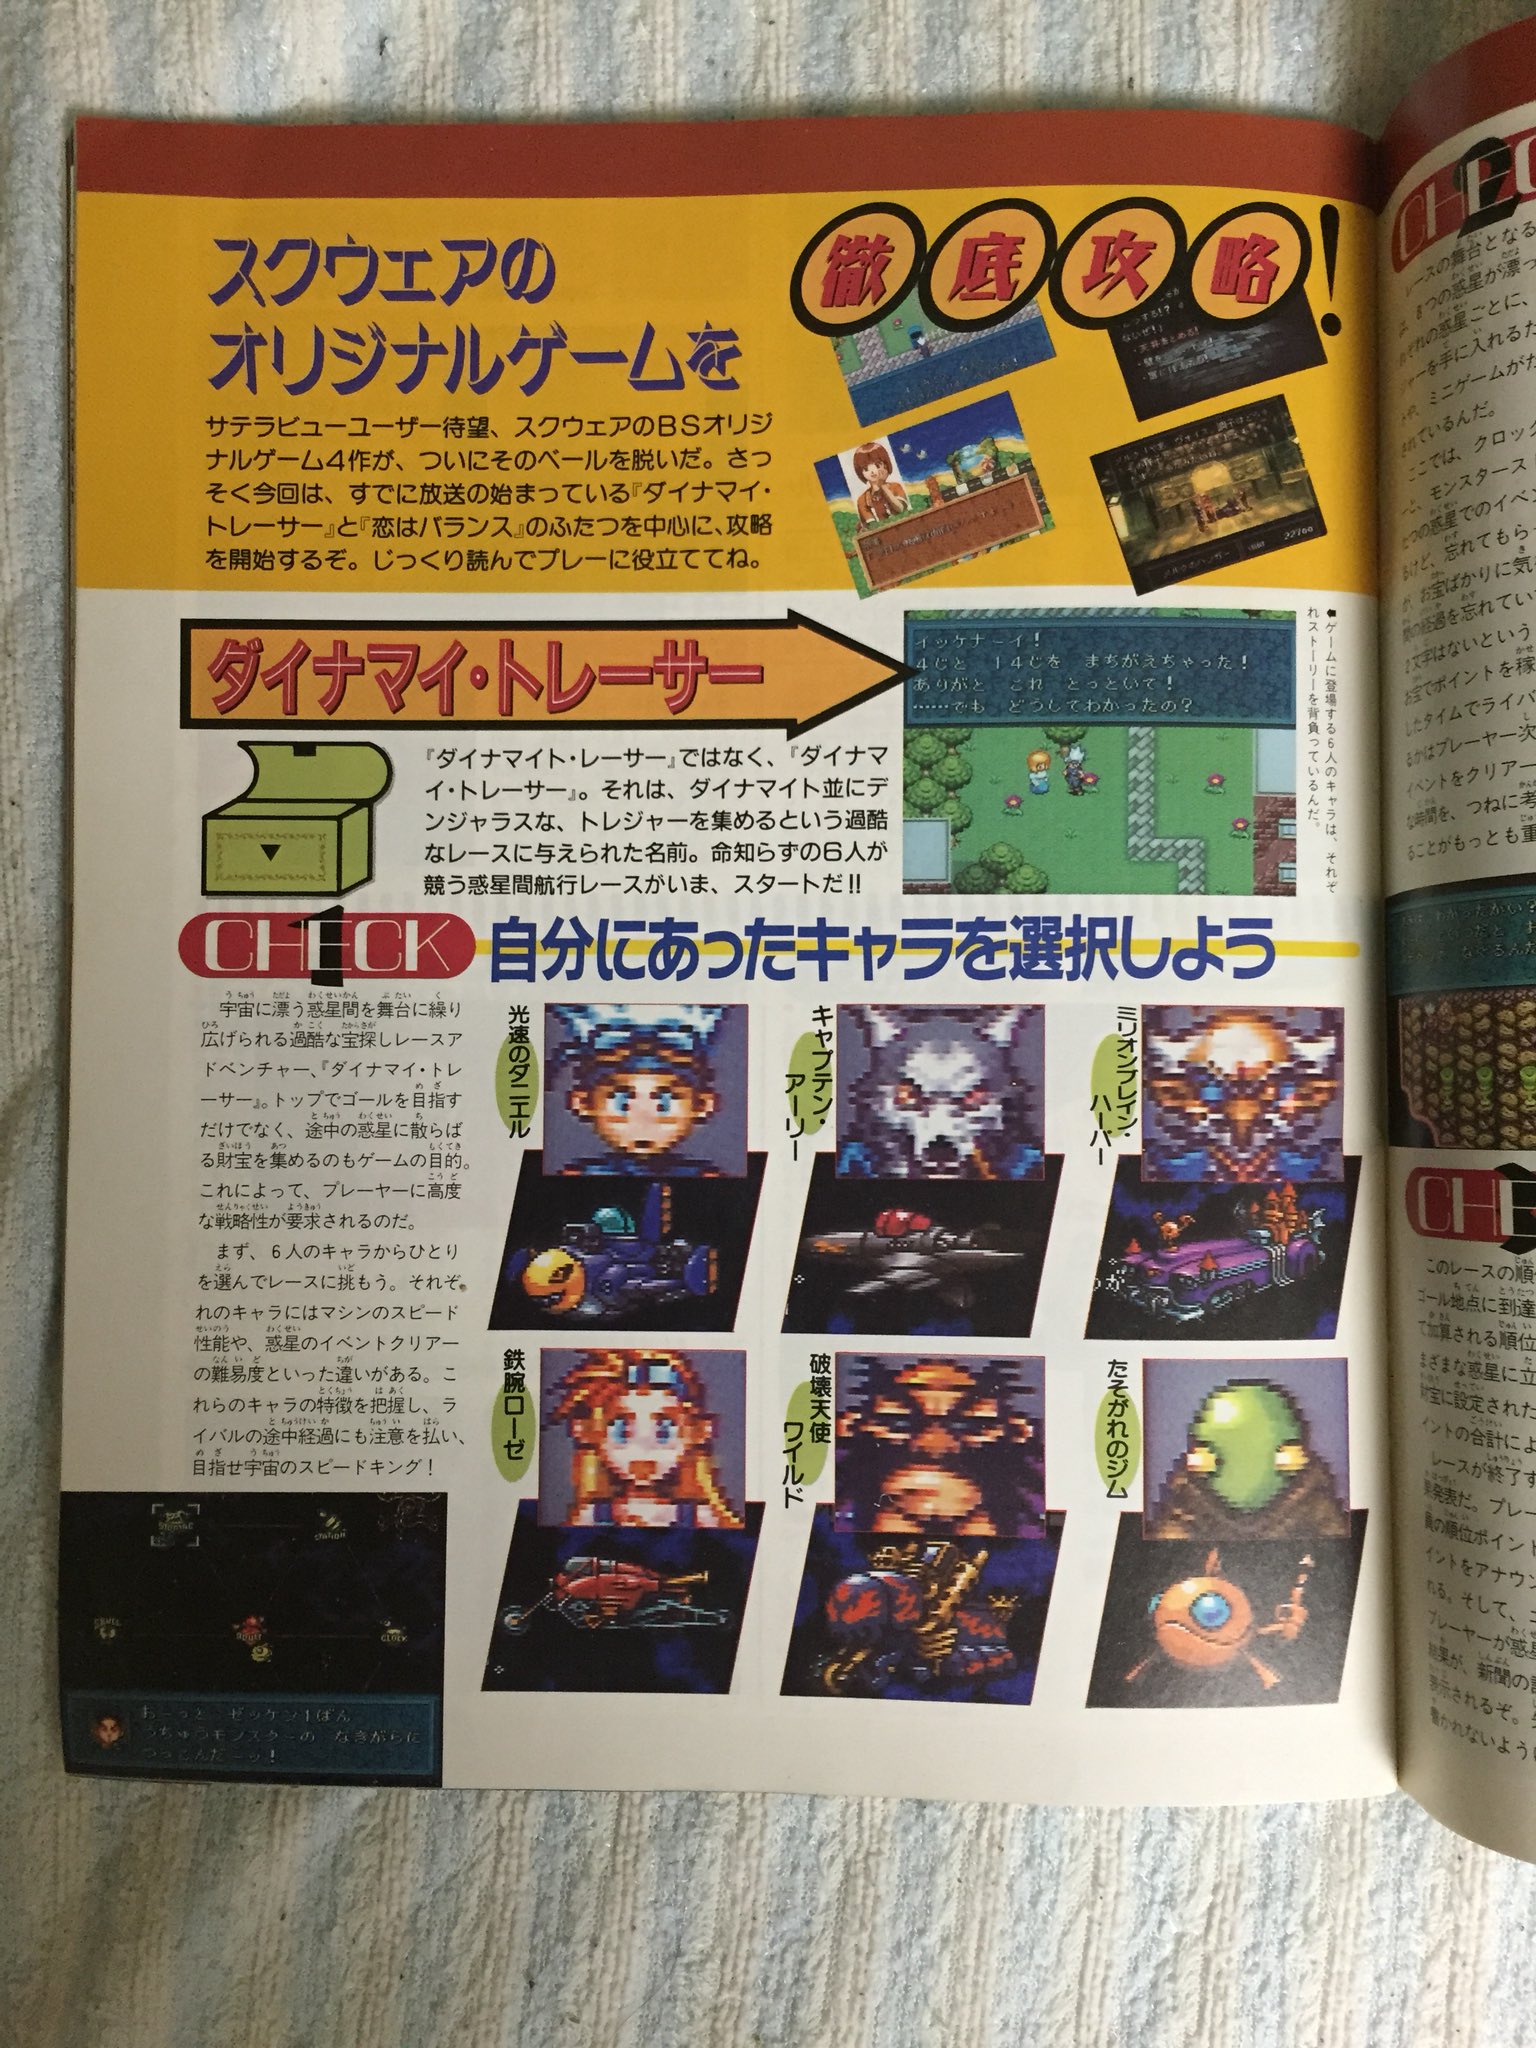 スクウェアの
オリジナルゲームを
徹底攻略!
サテラビューユーザー待望、スクウェアのBSオリジ
ナルゲーム4作が、ついにそのベールを脱いだ。さっ
そく今回は、すでに放送の始まっている『ダイナマイ・
トレーサー』と『恋はバランス』のふたつを中心に、攻略
を開始するぞ。じっくり読んでプレーに役立ててね。
ダイナマイ・トレーサー
『ダイナマイト・レーサー』ではなく、『ダイナマ
イ・トレーサー』。それは、ダイナマイト並にデ
ンジャラスな、トレジャーを集めるという過酷
なレースに与えられた名前。命知らずの6人が
競う惑星間航行レースがいま、スタートだ!!
イッケナーイ!
4じと 14じを まちがえちゃった!
ありがと これ とっといて!
……でも どうしてわかったの?
ゲームに登場する6人のキャラは、それぞ
れストーリーを背負っているんだ。
CHECK 1
自分にあったキャラを選択しよう
宇宙に漂う惑星間を舞台に繰り
広げられる過酷な宝探しレースア
ドベンチャー、『ダイナマイ・トレ
ーサー』。トップでゴールを目指す
だけでなく、途中の惑星に散らば
る財宝を集めるのもゲームの目的。
これによって、プレーヤーに高度
な戦略性が要求されるのだ。
まず、6人のキャラからひとり
を選んでレースに挑もう。それぞ
れのキャラにはマシンのスピード
性能や、惑星のイベントクリアー
の難易度といった違いがある。こ
れらのキャラの特徴を把握し、ラ
イバルの途中経過にも注意を払い、
目指せ宇宙のスピードキング!
光速のダニエル
キャプテン・
アーリー
ミリオンブレイン・
ハーパー
鉄腕ローゼ
破壊天使
ワイルド
たそがれのジム
CLOCK
おーっと ゼッケン1ばん
うちゅうモンスターの なきがらに
つっこんだーッ!
CHEC
2
レースの舞台となる
は、8つの惑星が漂っ
れぞれの惑星ごとに、
ジャーを手に入れるた
トや、ミニゲームがた
されているんだ。
ここでは、クロック
モンスタース
たつの惑星でのイベン
るけど、忘れてもらっ
が、お宝ばかりに気
間の経過を忘れてい
2文字はないという
お宝でポイントを稼
したタイムでライバ
るかはプレーヤー次
イベントをクリアー
な時間を、つねに考
ることがもっとも重
CHE
このレースの順
ゴール地点に到達
て加算される順位
まざまな惑星に立
財宝に設定された
イントの合計によ
レースが終了す
果発表だ。プレー
員の順位ポイント
イントをアナウン
れる。そして、
プレーヤーが惑星
結果が、新聞の記
表示されるぞ。
書かれないように